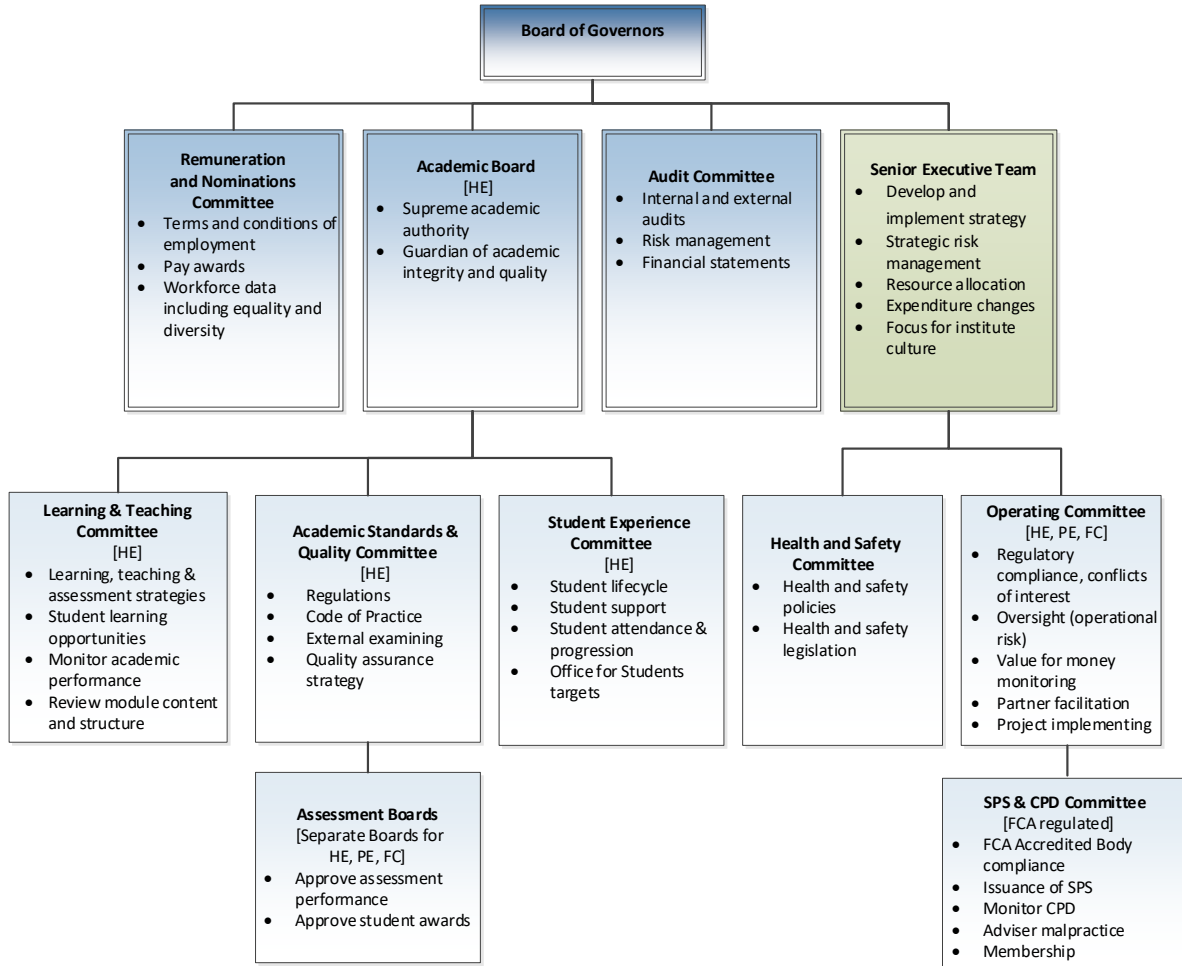 Board of Governors
Remuneration
and Nominations
Committee
• Terms and conditions of
employment
• Pay awards
• Workforce data
including equality and
diversity
Academic Board
[HE]
• Supreme academic
authority
• Guardian of academic
integrity and quality
Audit Committee
• Internal and external
audits
• Risk management
• Financial statements
Senior Executive Team
• Develop and
implement strategy
• Strategic risk
management
• Resource allocation
• Expenditure changes
• Focus for institute
culture
Learning & Teaching
Committee
[HE]
• Learning, teaching &
assessment strategies
• Student learning
opportunities
• Monitor academic
performance
• Review module content
and structure
Academic Standards &
Quality Committee
[HE]
• Regulations
• Code of Practice
• External examining
• Quality assurance
strategy
Student Experience
Committee
[HE]
• Student lifecycle
• Student support
• Student attendance &
progression
• Office for Students
targets
Health and Safety
Committee
• Health and safety
policies
• Health and safety
legislation
Operating Committee
[HE, PE, FC]
• Regulatory
compliance, conflicts
of interest
• Oversight (operational
risk)
• Value for money
monitoring
• Partner facilitation
• Project implementing
Assessment Boards
[Separate Boards for
HE, PE, FC]
• Approve assessment
performance
• Approve student awards
SPS & CPD Committee
[FCA regulated]
• FCA Accredited Body
compliance
• Issuance of SPS
• Monitor CPD
• Adviser malpractice
• Membership